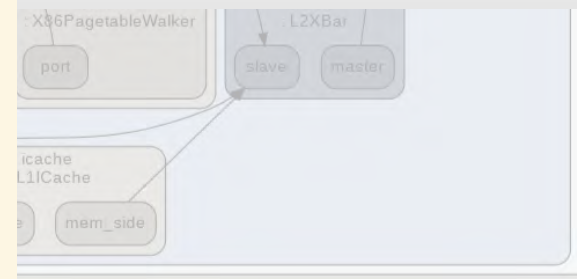 : X86PagetableWalker
: L2XBar
port
slave
master
icache
L1ICache
mem_side